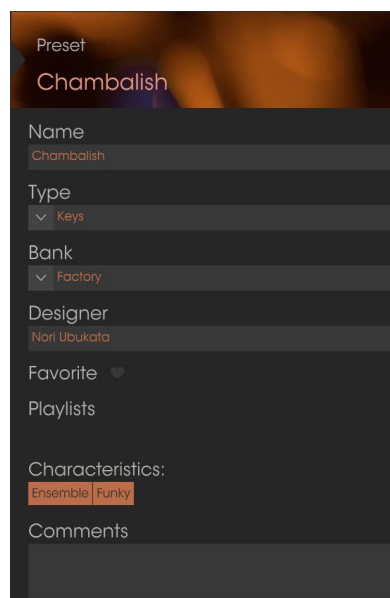 Preset
Chambalish
Name
Chambalish
Type
Keys
Bank
Factory
Designer
Nori Ubukata
Favorite
Playlists
Characteristics:
Ensemble Funky
Comments